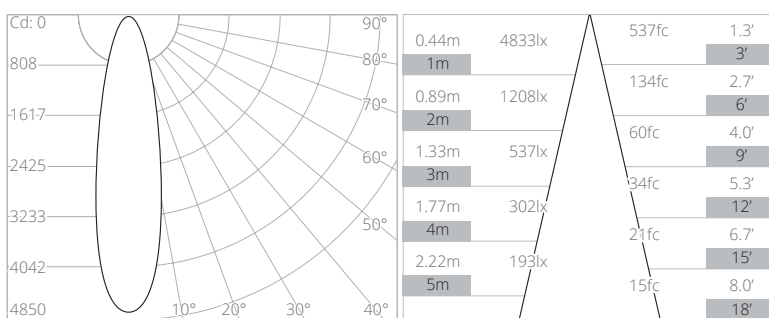 Cd: 0
808
1617
2425
3233
4042
4850
90°
80°
70°
60°
50°
40°
30°
20°
10°
0.44m 4833lx
1m
0.89m 1208lx
2m
1.33m 537lx
3m
1.77m 302lx
4m
2.22m 193lx
5m
537fc 1.3'
3'
134fc 2.7'
6'
60fc 4.0'
9'
34fc 5.3'
12'
21fc 6.7'
15'
15fc 8.0'
18'